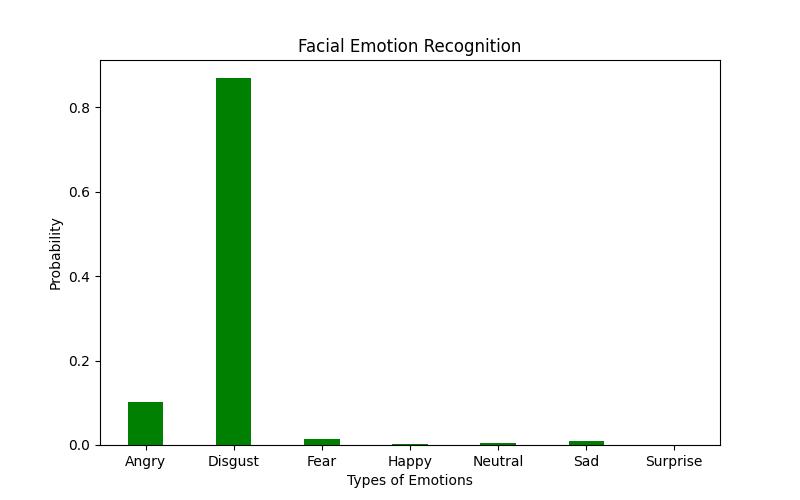 Facial Emotion Recognition
Probability
0.8
0.6
0.4
0.2
0.0
Angry Disgust Fear Happy Neutral Sad Surprise
Types of Emotions